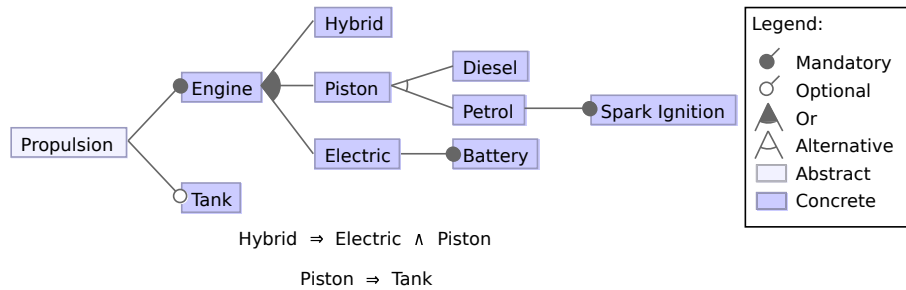 Propulsion
Engine
Tank
Hybrid
Piston
Electric
Diesel
Petrol
Battery
Spark Ignition
Hybrid ⇒ Electric ∧ Piston
Piston ⇒ Tank
Legend:
Mandatory
Optional
Or
Alternative
Abstract
Concrete